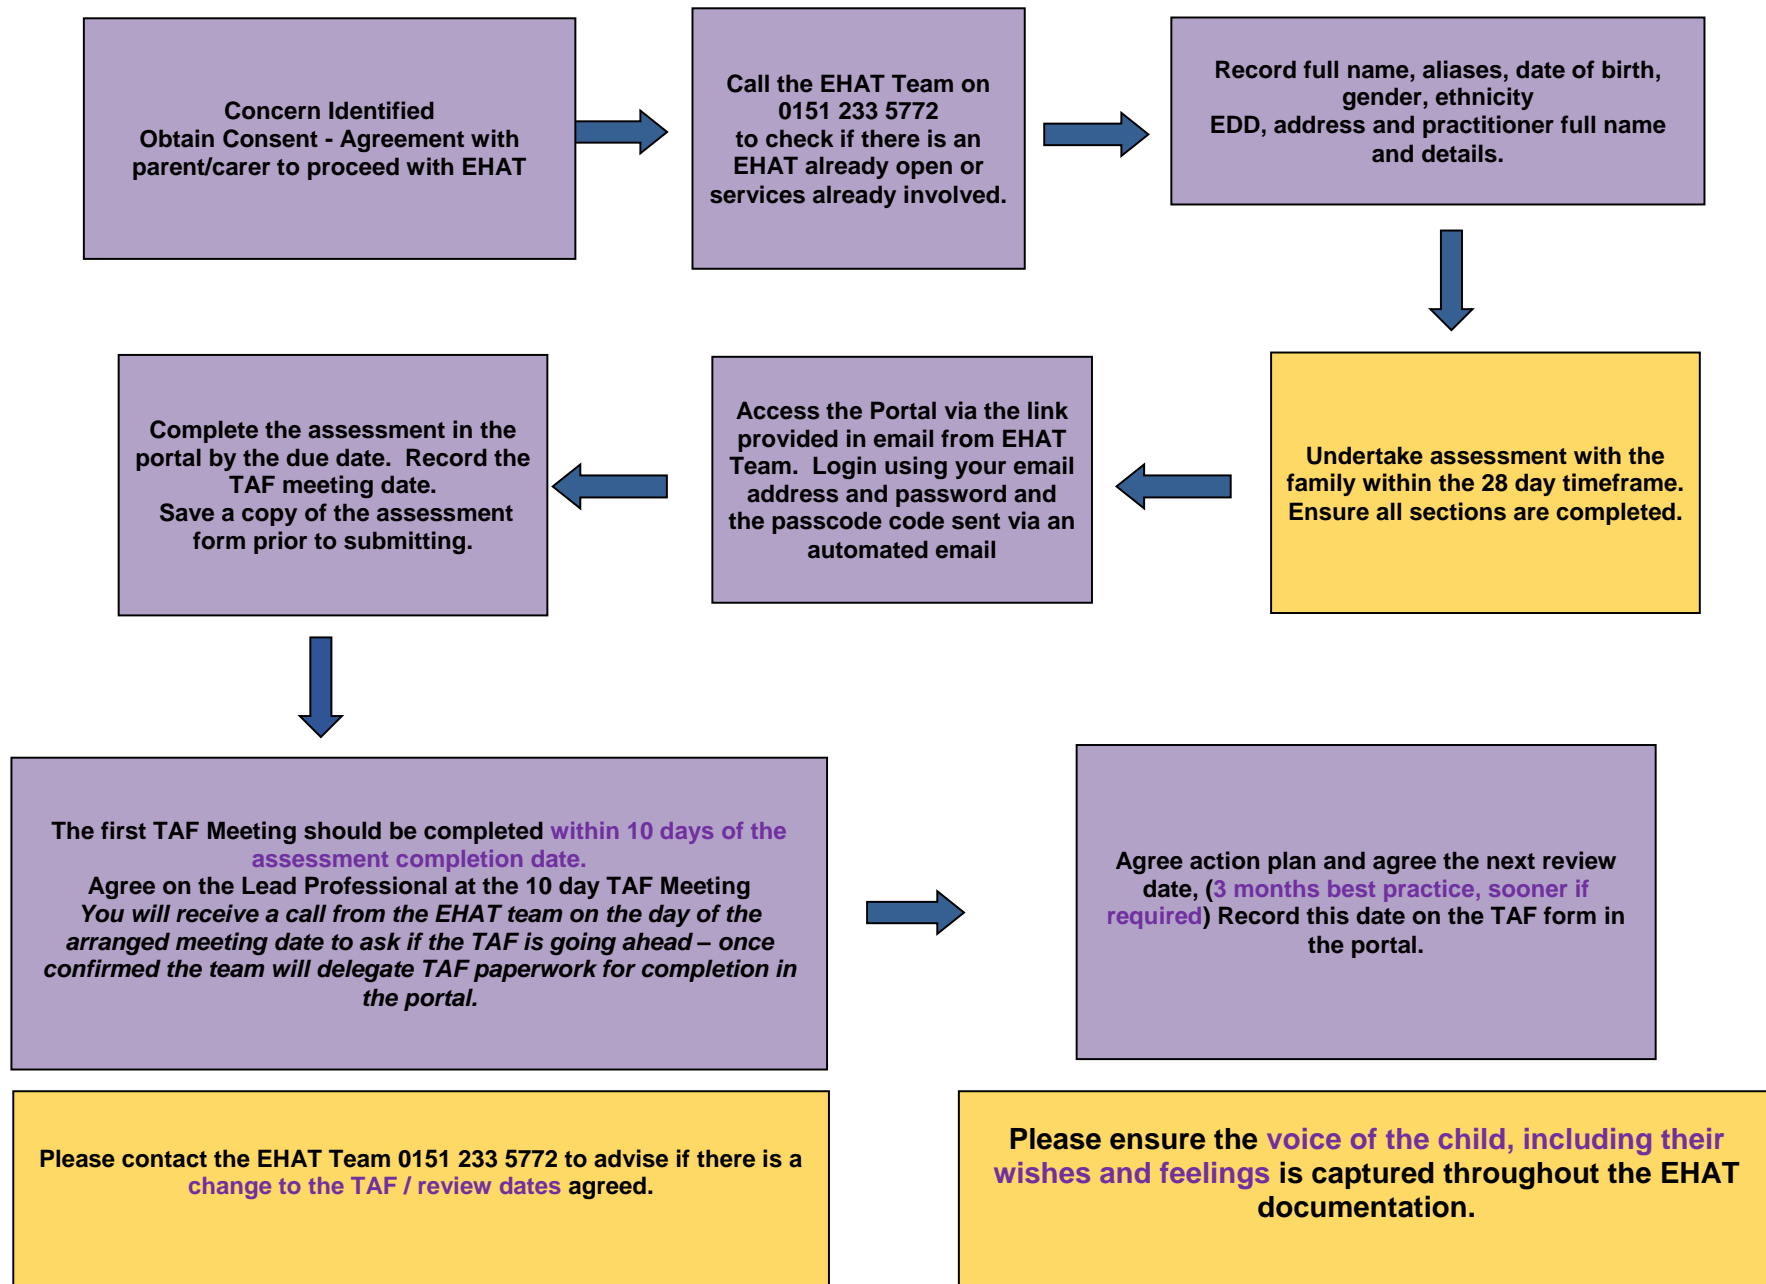 Concern Identified
Obtain Consent - Agreement with
parent/carer to proceed with EHAT
Call the EHAT Team on
0151 233 5772
to check if there is an
EHAT already open or
services already involved.
Record full name, aliases, date of birth,
gender, ethnicity
EDD, address and practitioner full name
and details.
Undertake assessment with the
family within the 28 day timeframe.
Ensure all sections are completed.
Access the Portal via the link
provided in email from EHAT
Team.  Login using your email
address and password and
the passcode code sent via an
automated email
Complete the assessment in the
portal by the due date.  Record the
TAF meeting date.
Save a copy of the assessment
form prior to submitting.
The first TAF Meeting should be completed within 10 days of the
assessment completion date.
Agree on the Lead Professional at the 10 day TAF Meeting
You will receive a call from the EHAT team on the day of the
arranged meeting date to ask if the TAF is going ahead – once
confirmed the team will delegate TAF paperwork for completion in
the portal.
Agree action plan and agree the next review
date, (3 months best practice, sooner if
required) Record this date on the TAF form in
the portal.
Please contact the EHAT Team 0151 233 5772 to advise if there is a
change to the TAF / review dates agreed.
Please ensure the voice of the child, including their
wishes and feelings is captured throughout the EHAT
documentation.